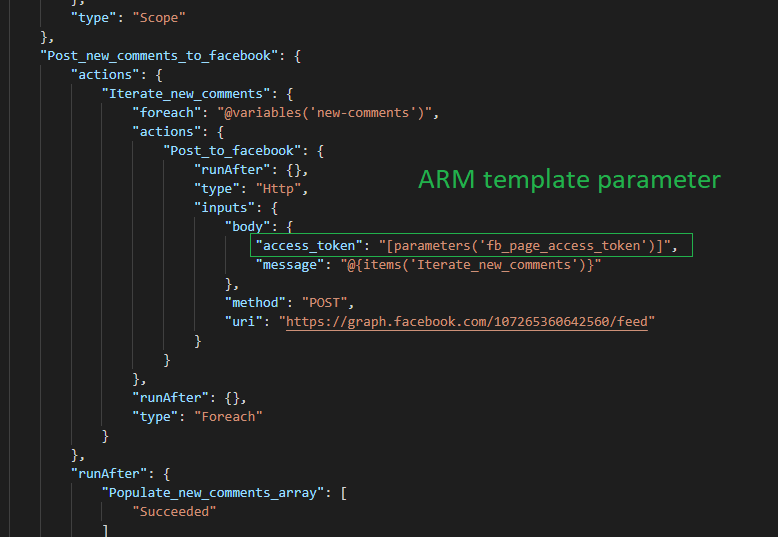 },
"type": "Scope"
},
"Post_new_comments_to_facebook": {
"actions": {
"Iterate_new_comments": {
"foreach": "@variables('new-comments')",
"actions": {
"Post_to_facebook": {
"runAfter": {},
"type": "Http",
ARM template parameter
"inputs": {
"body": {
"access_token": "[parameters('fb_page_access_token')]",
"message": "@{items('Iterate_new_comments')}"
},
"method": "POST",
"uri": "https://graph.facebook.com/107265360642560/feed"
}
}
},
"runAfter": {},
"type": "Foreach"
}
},
"runAfter": {
"Populate_new_comments_array": [
"Succeeded"
]